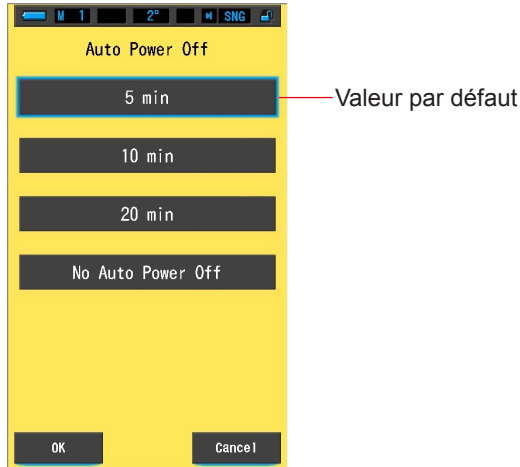 M 1 2° SNG
Auto Power Off
5 min
Valeur par défaut
10 min
20 min
No Auto Power Off
OK Cancel